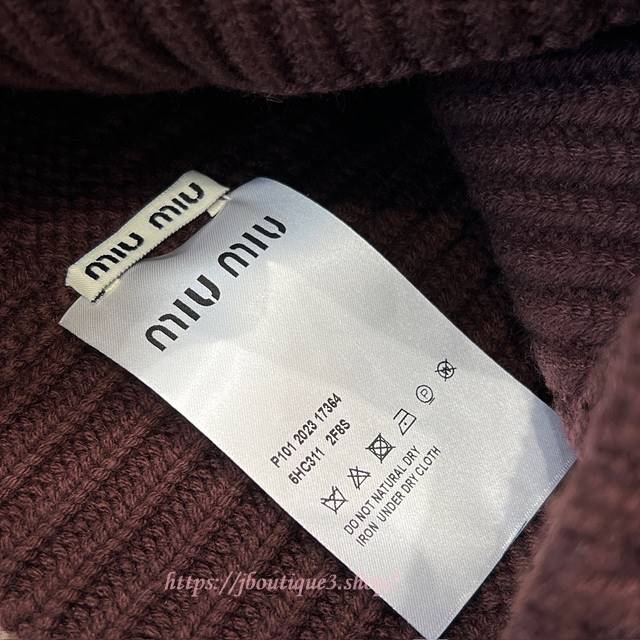 MIU MIU
MIU MIU
P101 2023 17364
6HC311 2F8S
DO NOT NATURAL DRY
IRON UNDER DRY CLOTH
https://jboutique3.shop/